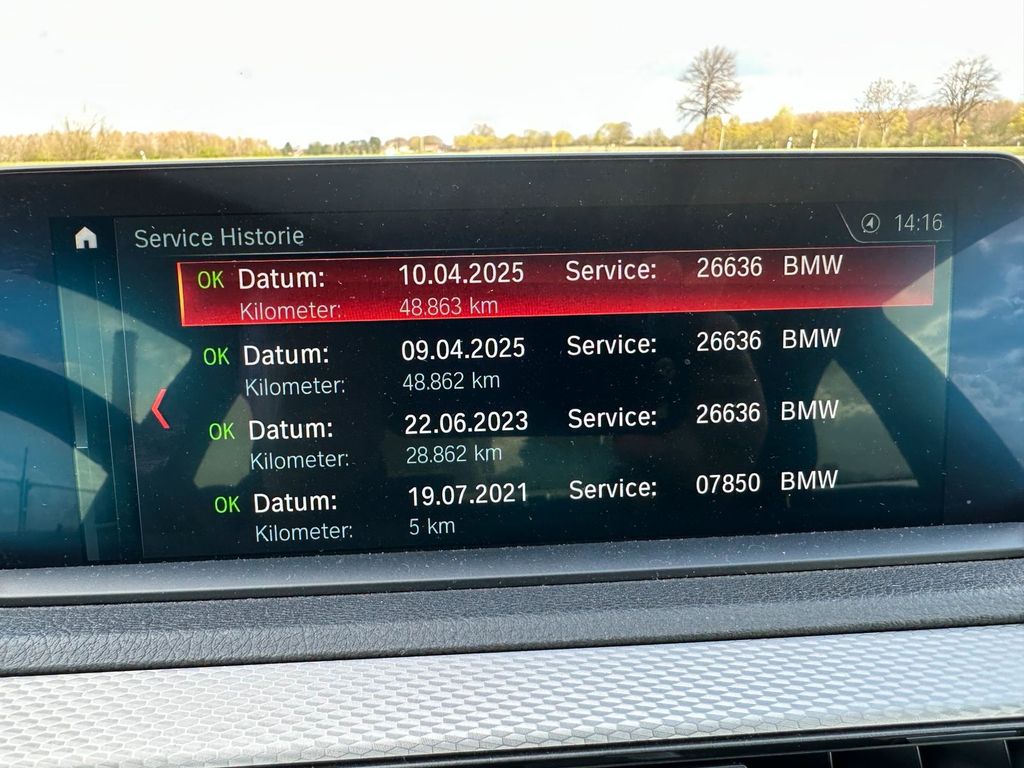 Service Historie 14:16
OK Datum: 10.04.2025 Service: 26636 BMW
Kilometer: 48.863 km
OK Datum: 09.04.2025 Service: 26636 BMW
Kilometer: 48.862 km
OK Datum: 22.06.2023 Service: 26636 BMW
Kilometer: 28.862 km
OK Datum: 19.07.2021 Service: 07850 BMW
Kilometer: 5 km